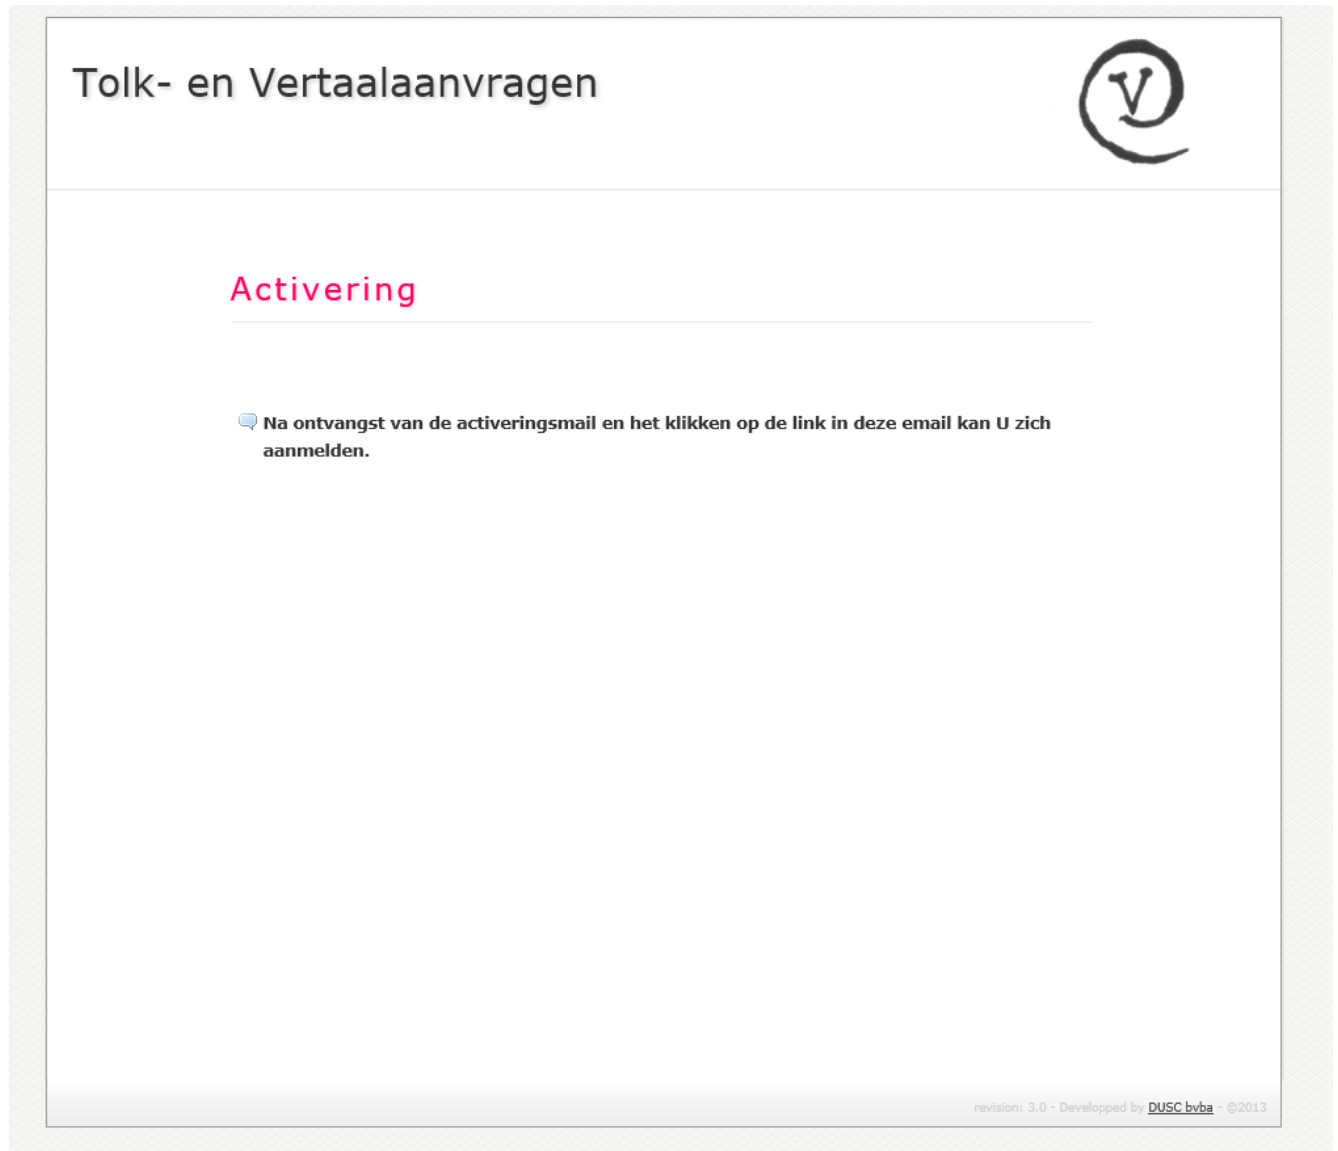 Tolk- en Vertaalaanvragen
V
Activering
Na ontvangst van de activeringsmail en het klikken op de link in deze email kan U zich
aanmelden.
revision: 3.0 - Developped by DUSC bvba - ©2013